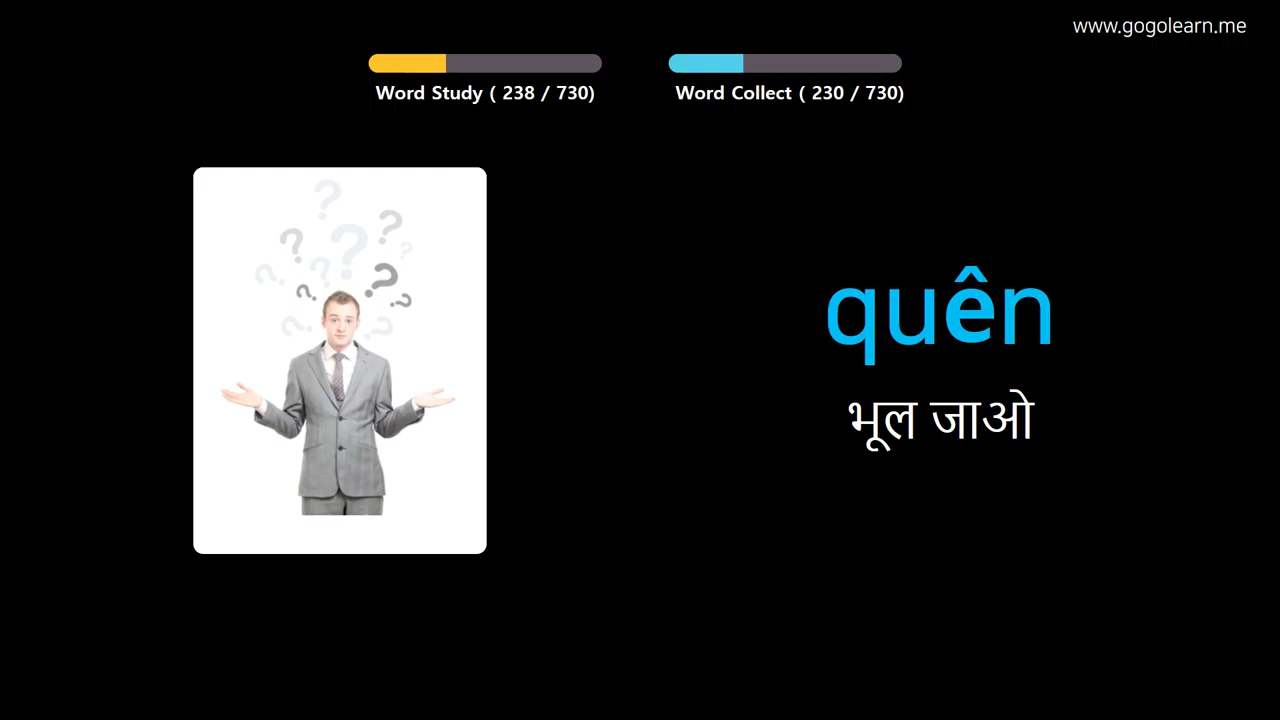 www.gogolearn.me
Word Study ( 238 / 730)
Word Collect ( 230 / 730)
quên
भूल जाओ